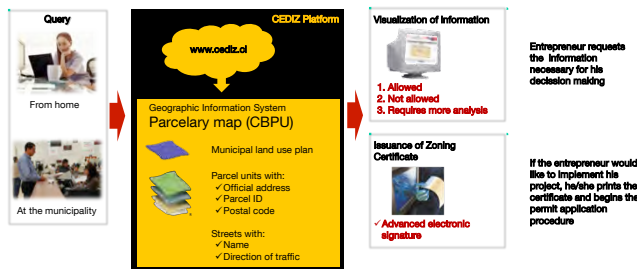 Query
From home
At the municipality
CEDIZ Platform
www.cediz.cl
Geographic Information System
Parcelary map (CBPU)
Municipal land use plan
Parcel units with:
✓Official address
✓Parcel ID
✓Postal code
Streets with:
✓Name
✓Direction of traffic
Visualization of Information
1. Allowed
2. Not allowed
3. Requires more analysis
Issuance of Zoning
Certificate
✓Advanced electronic
signature
Entrepreneur requests
the information
necessary for his
decission making
If the entrepreneur would
like to implement his
project, he/she prints the
certificate and begins the
permit application
procedure